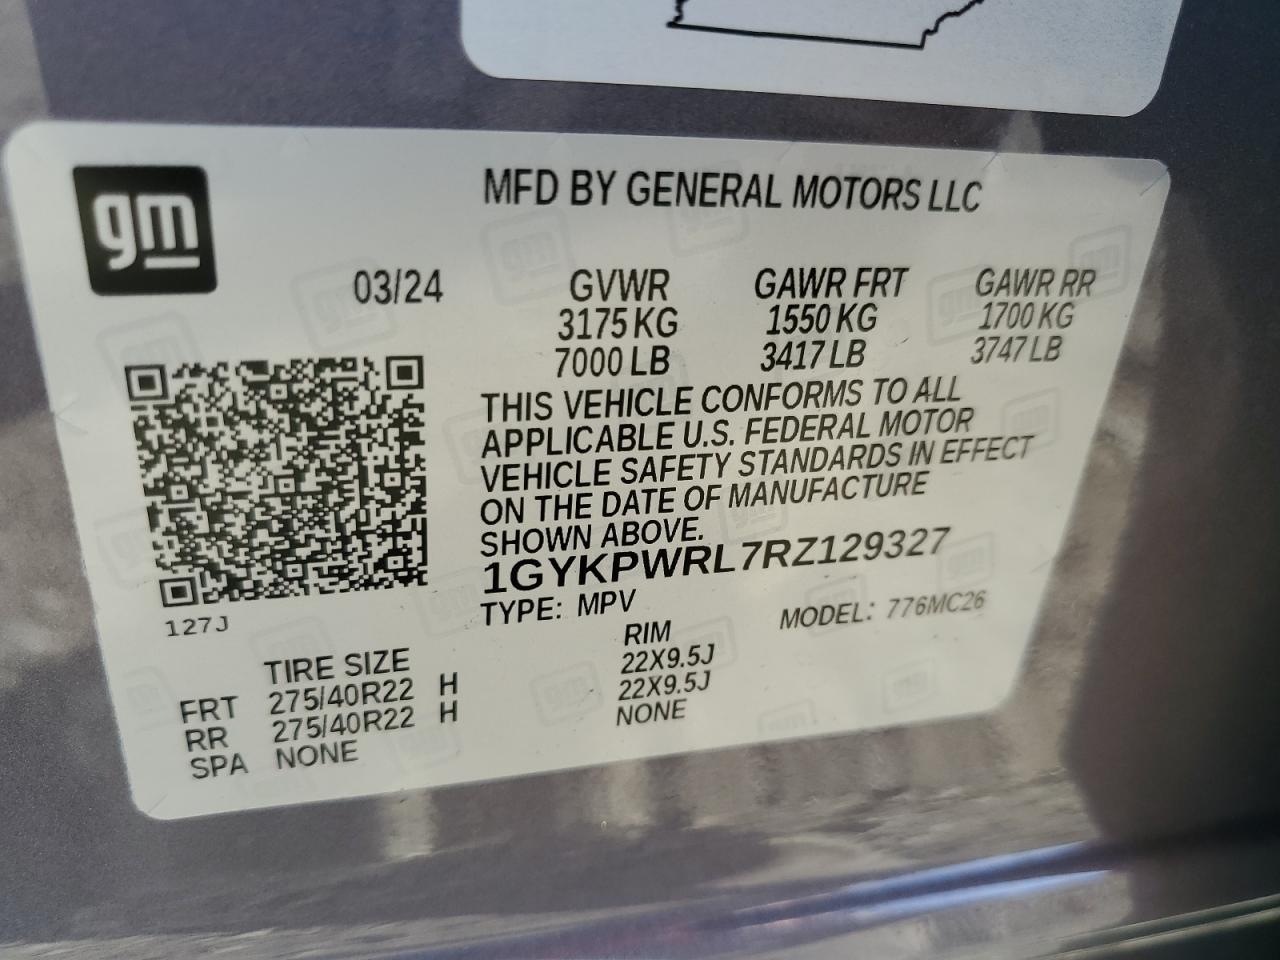 gm
MFD BY GENERAL MOTORS LLC
03/24 GVWR GAWR FRT GAWR RR
3175 KG 1550 KG 1700 KG
7000 LB 3417 LB 3747 LB
THIS VEHICLE CONFORMS TO ALL
APPLICABLE U.S. FEDERAL MOTOR
VEHICLE SAFETY STANDARDS IN EFFECT
ON THE DATE OF MANUFACTURE
SHOWN ABOVE.
1GYKPWRL7RZ129327
TYPE: MPV MODEL: 776MC26
127J
TIRE SIZE RIM
FRT 275/40R22 H 22X9.5J
RR 275/40R22 H 22X9.5J
SPA NONE NONE